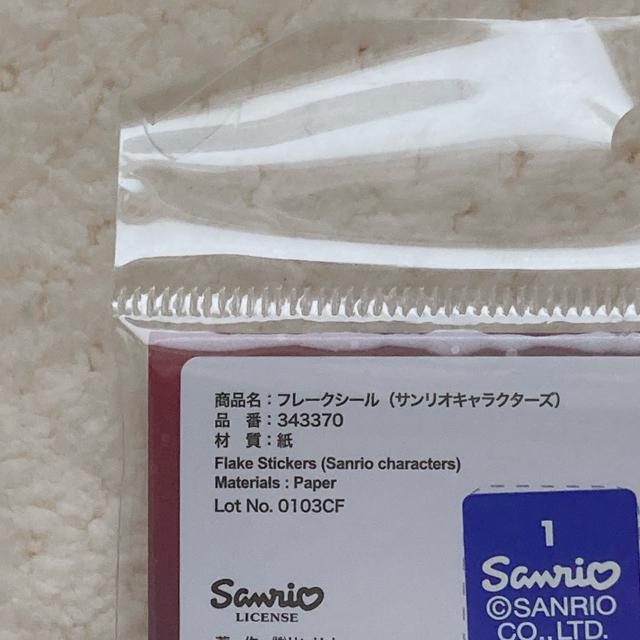 商品名：フレークシール（サンリオキャラクターズ）
品　番：343370
材　質：紙
Flake Stickers (Sanrio characters)
Materials : Paper
Lot No. 0103CF
Sanrio
LICENSE
1
Sanrio
©SANRIO
CO., LTD.